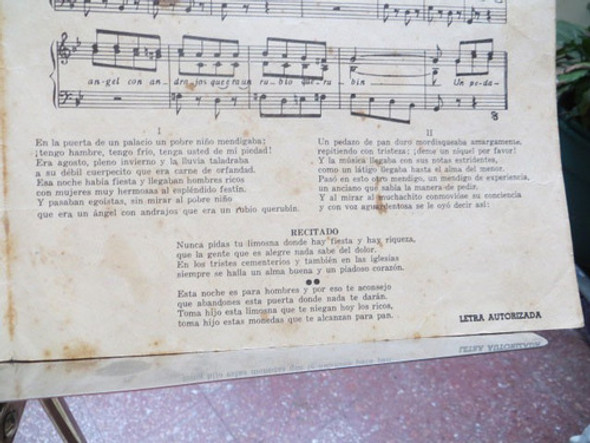 angel con an - drajos que era un rubio que - ru - bin Y Un peda -
8
I
En la puerta de un palacio un pobre niño mendigaba:
¡tengo hambre, tengo frío, tenga usted de mí piedad!
Era agosto, pleno invierno y la lluvia taladraba
a su débil cuerpecito que era carne de orfandad.
Esa noche había fiesta y llegaban hombres ricos
con mujeres muy hermosas al espléndido festín.
Y pasaban egoístas, sin mirar al pobre niño
que era un ángel con andrajos que era un rubio querubín.
II
Un pedazo de pan duro mordisqueaba amargamente,
repitiendo con tristeza: ¡deme un níquel por favor!
Y la música llegaba con sus notas estridentes,
como un látigo llegaba hasta el alma del menor.
Pasó en esto otro mendigo, un mendigo de experiencia,
un anciano que sabía la manera de pedir,
Y al mirar al muchachito conmovióse su conciencia
y con voz aguardentosa se le oyó decir así:
RECITADO
Nunca pidas tu limosna donde hay fiesta y hay riqueza,
que la gente que es alegre nada sabe del dolor.
En los tristes cementerios y también en las iglesias
siempre se halla un alma buena y un piadoso corazón.
Esta noche es para hombres y por eso te aconsejo
que abandones esta puerta donde nada te darán.
Toma hijo esta limosna que te niegan hoy los ricos,
toma hijo estas monedas que te alcanzan para pan.
LETRA AUTORIZADA